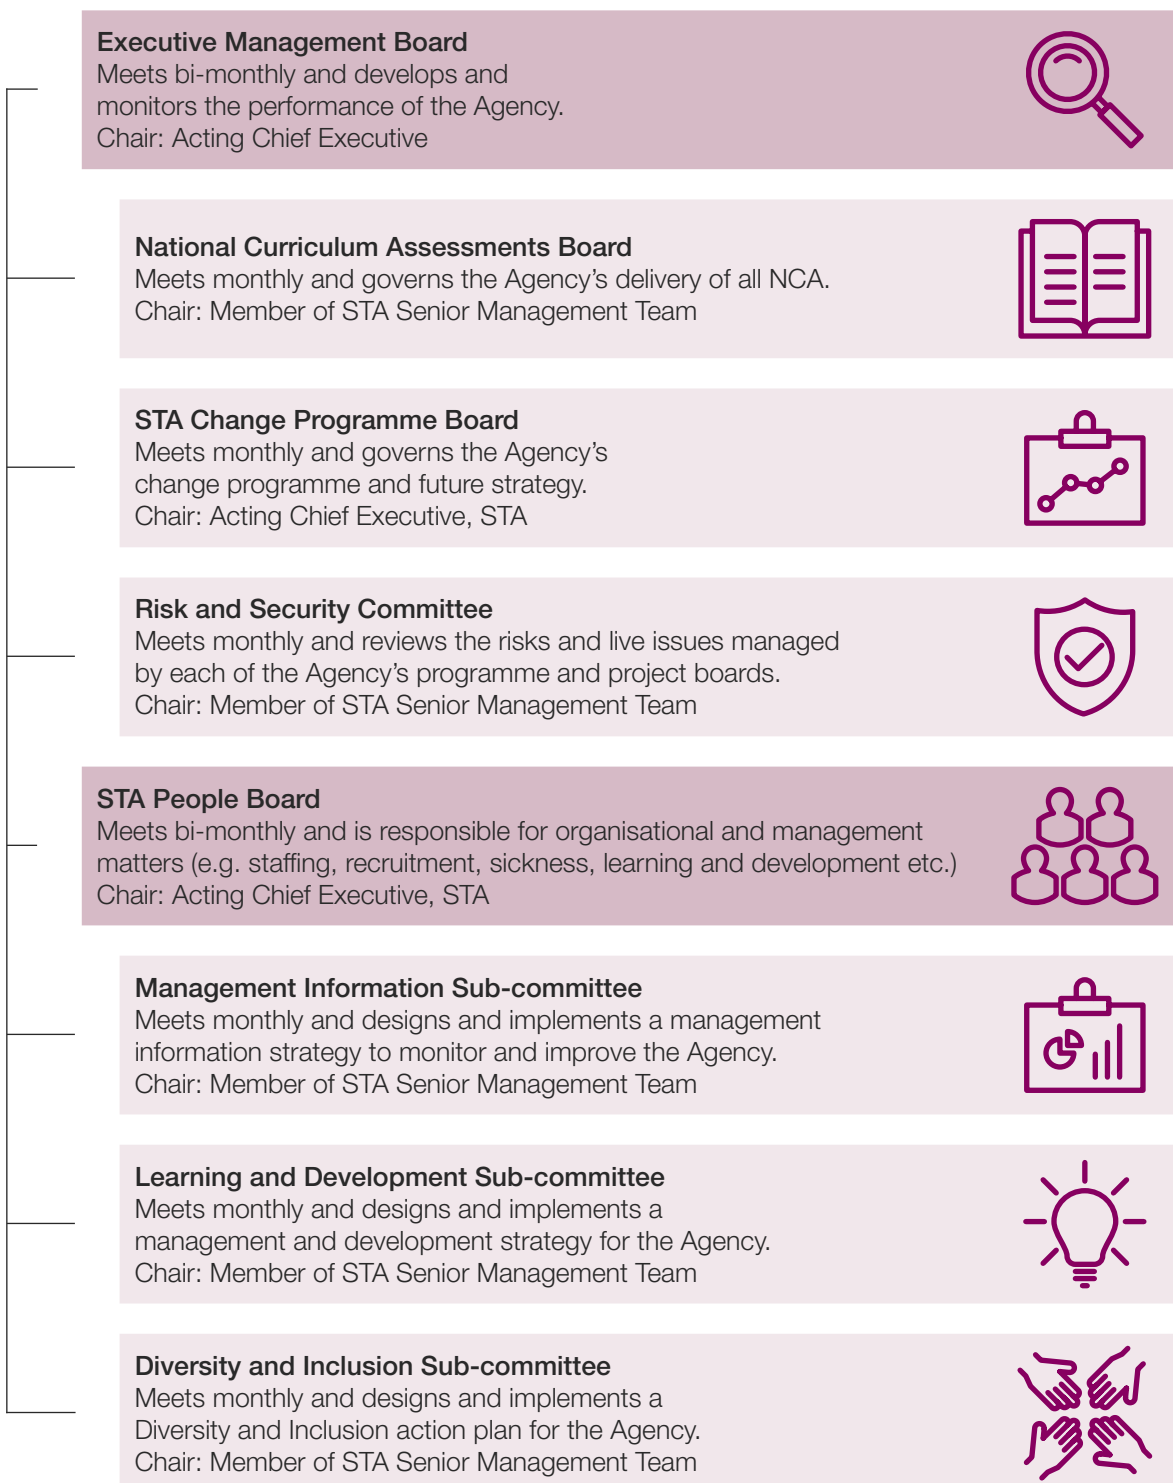 Executive Management Board
Meets bi-monthly and develops and
monitors the performance of the Agency.
Chair: Acting Chief Executive
National Curriculum Assessments Board
Meets monthly and governs the Agency’s delivery of all NCA.
Chair: Member of STA Senior Management Team
STA Change Programme Board
Meets monthly and governs the Agency’s
change programme and future strategy.
Chair: Acting Chief Executive, STA
Risk and Security Committee
Meets monthly and reviews the risks and live issues managed
by each of the Agency’s programme and project boards.
Chair: Member of STA Senior Management Team
STA People Board
Meets bi-monthly and is responsible for organisational and management
matters (e.g. staffing, recruitment, sickness, learning and development etc.)
Chair: Acting Chief Executive, STA
Management Information Sub-committee
Meets monthly and designs and implements a management
information strategy to monitor and improve the Agency.
Chair: Member of STA Senior Management Team
Learning and Development Sub-committee
Meets monthly and designs and implements a
management and development strategy for the Agency.
Chair: Member of STA Senior Management Team
Diversity and Inclusion Sub-committee
Meets monthly and designs and implements a
Diversity and Inclusion action plan for the Agency.
Chair: Member of STA Senior Management Team